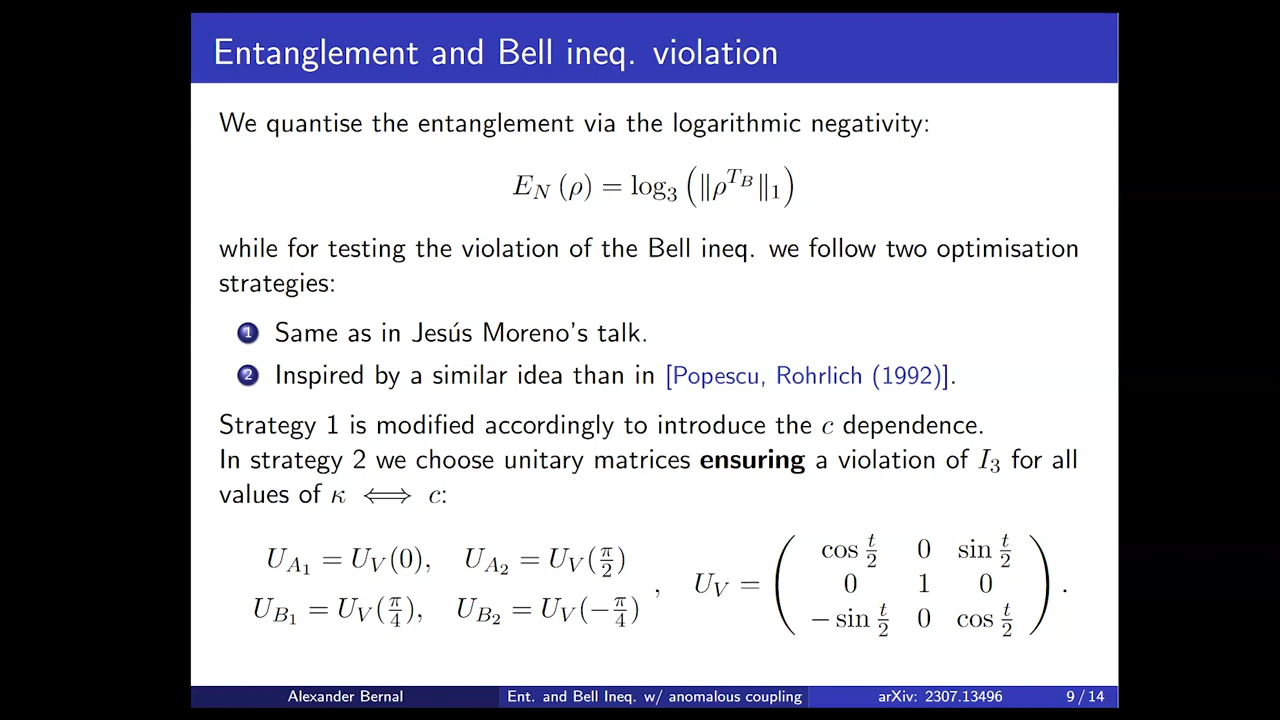 Entanglement and Bell ineq. violation
We quantise the entanglement via the logarithmic negativity:
E_N (ρ) = log_3 (‖ρ^{T_B}‖_1)
while for testing the violation of the Bell ineq. we follow two optimisation
strategies:
1 Same as in Jesús Moreno's talk.
2 Inspired by a similar idea than in [Popescu, Rohrlich (1992)].
Strategy 1 is modified accordingly to introduce the c dependence.
In strategy 2 we choose unitary matrices ensuring a violation of I_3 for all
values of κ ⟺ c:
U_{A_1} = U_V(0), U_{A_2} = U_V(π/2)
U_{B_1} = U_V(π/4), U_{B_2} = U_V(−π/4)
, U_V = ( cos t/2 0 sin t/2
0 1 0
− sin t/2 0 cos t/2 ) .
Alexander Bernal Ent. and Bell Ineq. w/ anomalous coupling arXiv: 2307.13496 9 / 14